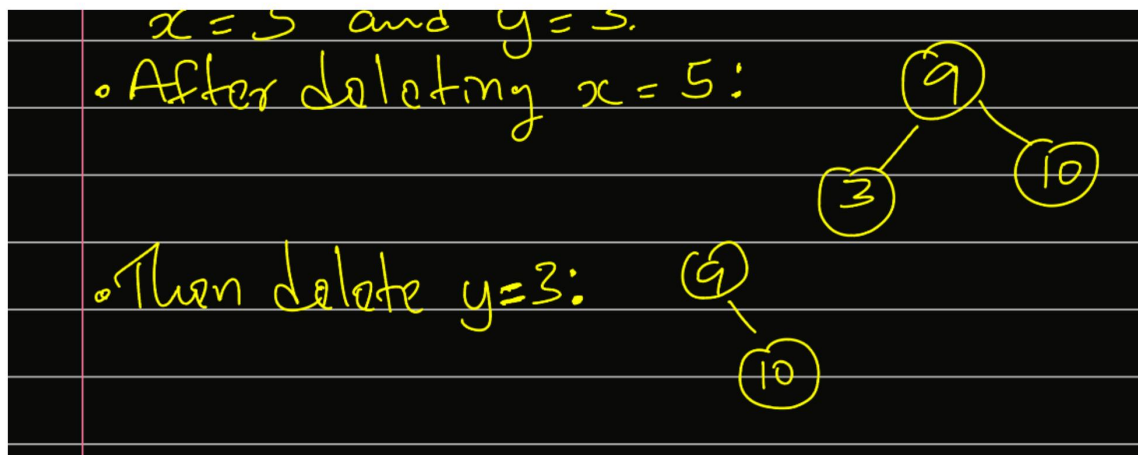 x = 5 and y = 3.
• After deleting x = 5:
9
3
10
• Then delete y=3:
9
10